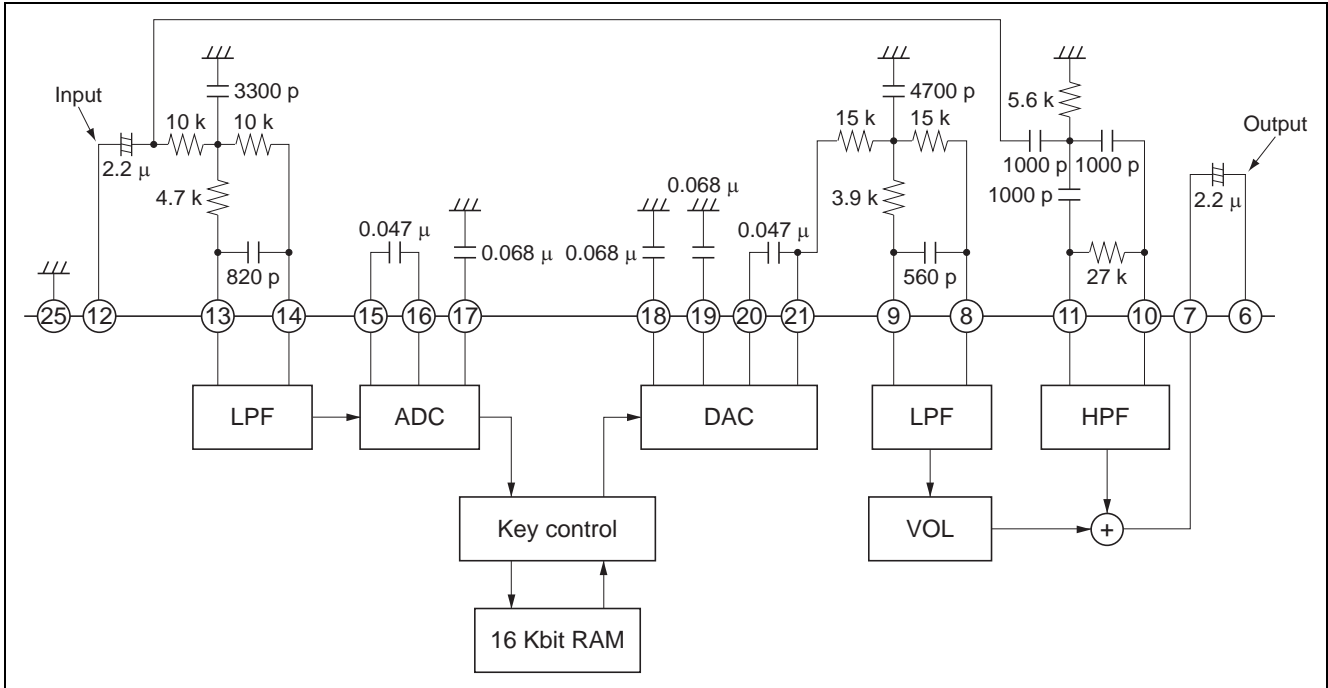 Input
2.2 μ
10 k
3300 p
10 k
4.7 k
820 p
0.047 μ
0.068 μ
0.068 μ
0.068 μ
0.047 μ
15 k
4700 p
15 k
3.9 k
560 p
5.6 k
1000 p
1000 p
1000 p
27 k
Output
2.2 μ
25
12
13
14
15
16
17
18
19
20
21
9
8
11
10
7
6
LPF
ADC
DAC
LPF
HPF
Key control
VOL
+
16 Kbit RAM